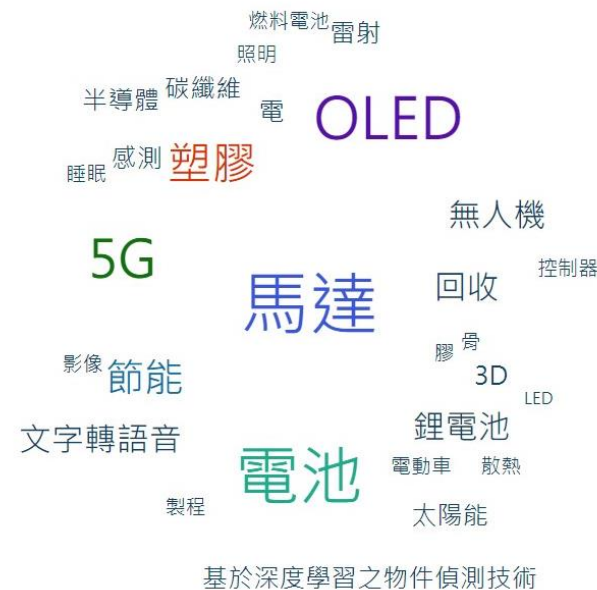 燃料電池
雷射
照明
碳纖維
半導體
電
OLED
感測
塑膠
睡眠
無人機
5G
控制器
馬達
回收
骨
膠
影像
節能
3D
LED
鋰電池
文字轉語音
電動車
散熱
電池
製程
太陽能
基於深度學習之物件偵測技術